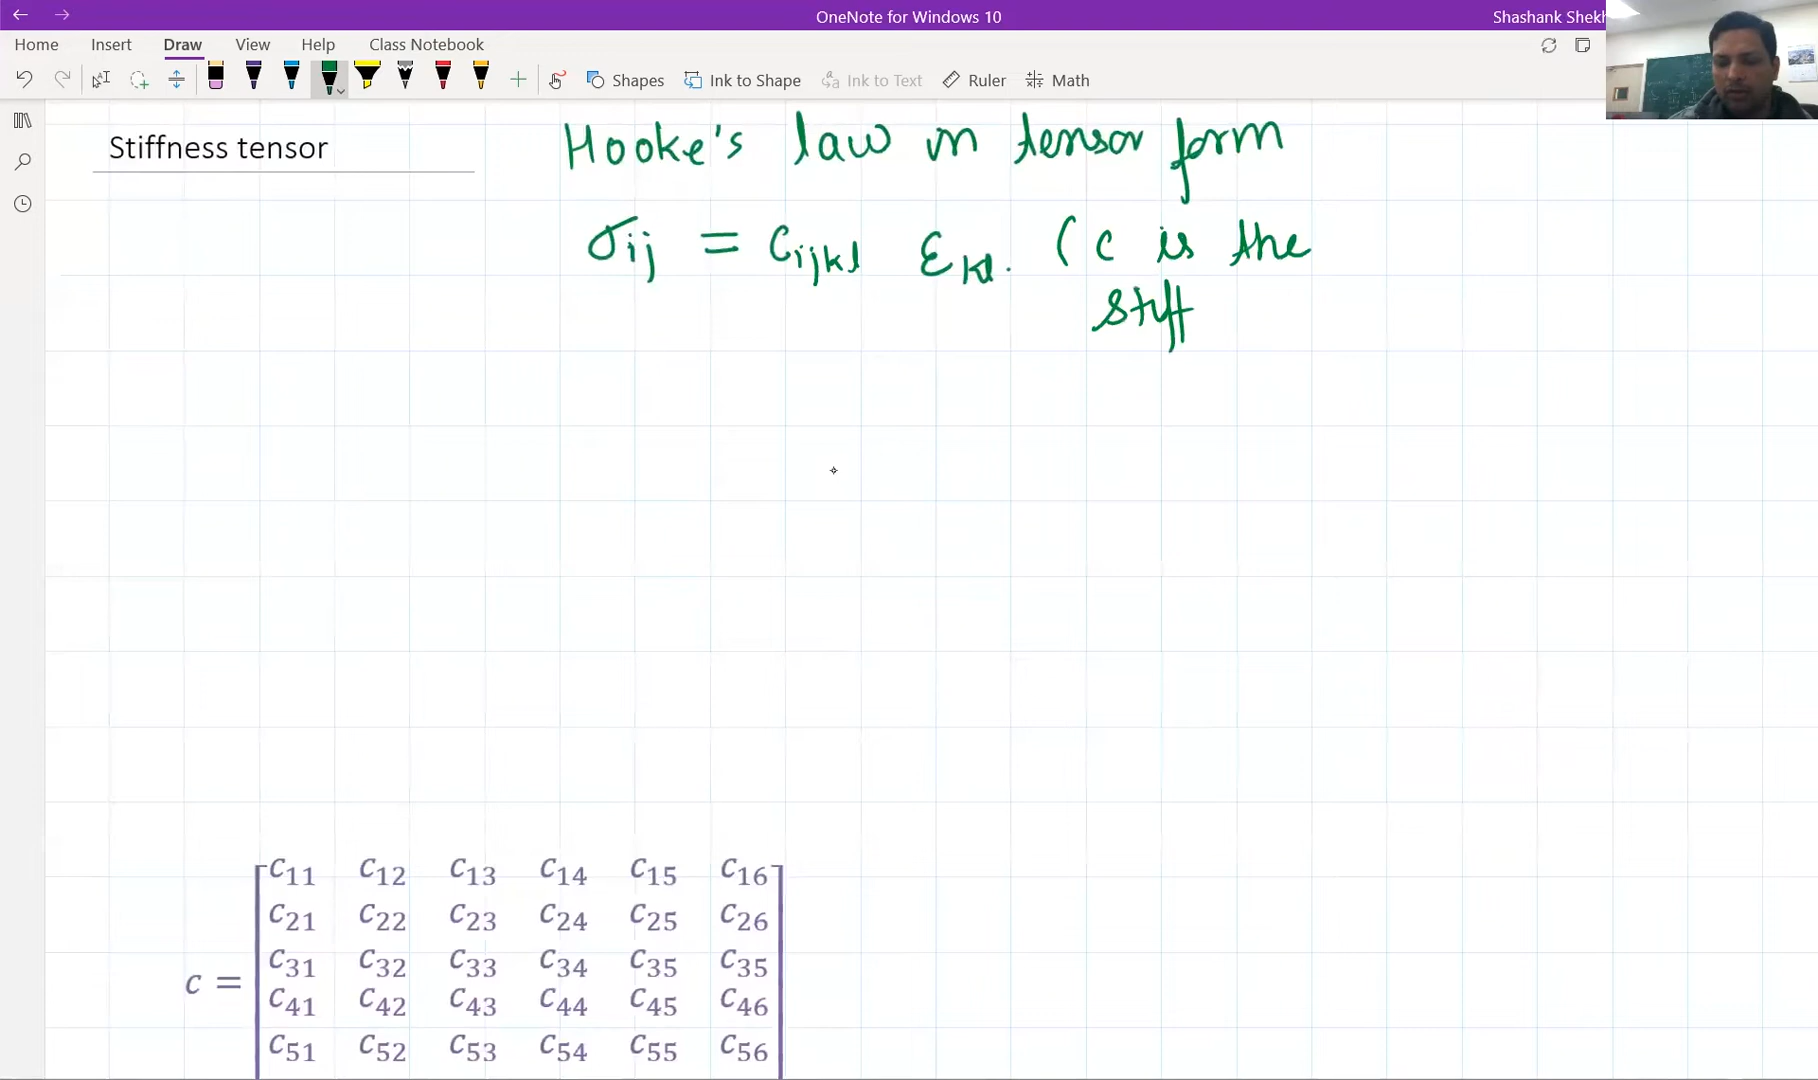 OneNote for Windows 10
Shashank Shekh
Home Insert Draw View Help Class Notebook
Shapes Ink to Shape Ink to Text Ruler Math
Stiffness tensor
Hooke's law in tensor form
σij = Cijkl εkl. (c is the
stiff
c =
c11 c12 c13 c14 c15 c16
c21 c22 c23 c24 c25 c26
c31 c32 c33 c34 c35 c35
c41 c42 c43 c44 c45 c46
c51 c52 c53 c54 c55 c56